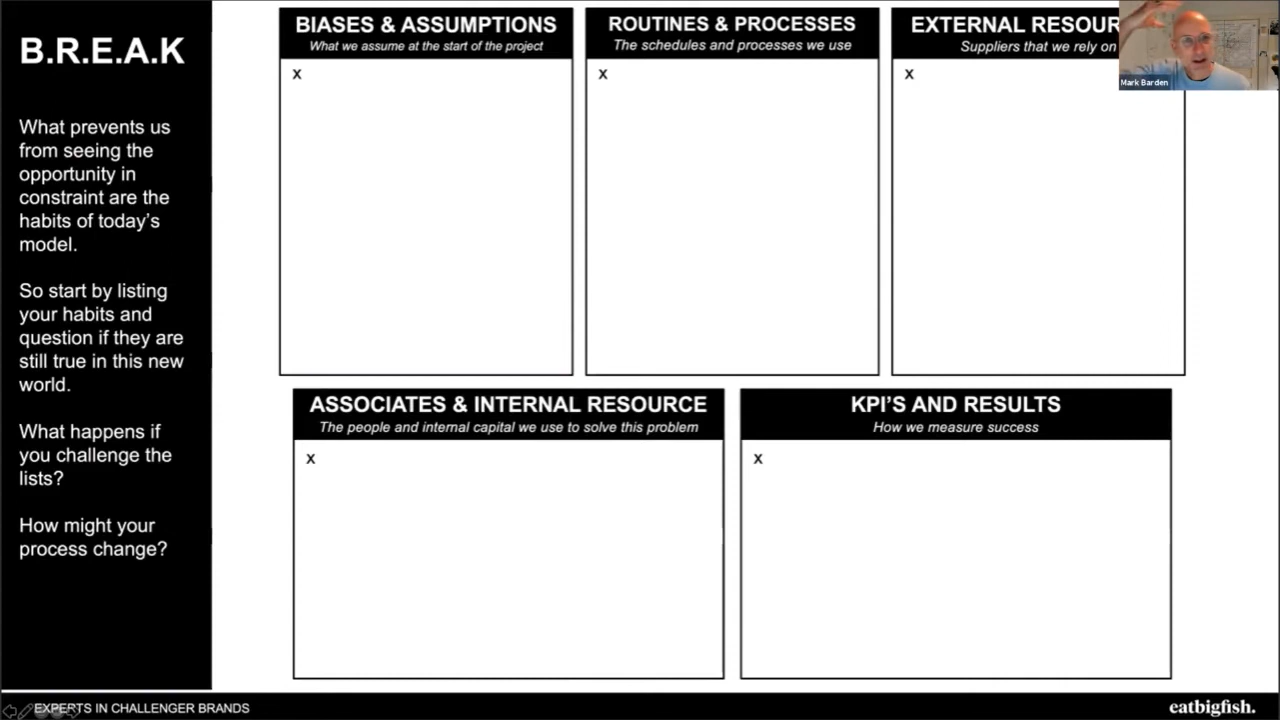 B.R.E.A.K
What prevents us
from seeing the
opportunity in
constraint are the
habits of today's
model.
So start by listing
your habits and
question if they are
still true in this new
world.
What happens if
you challenge the
lists?
How might your
process change?
BIASES & ASSUMPTIONS
What we assume at the start of the project
x
ROUTINES & PROCESSES
The schedules and processes we use
x
EXTERNAL RESOUR
Suppliers that we rely on
x
Mark Barden
ASSOCIATES & INTERNAL RESOURCE
The people and internal capital we use to solve this problem
x
KPI'S AND RESULTS
How we measure success
x
EXPERTS IN CHALLENGER BRANDS
eatbigfish.